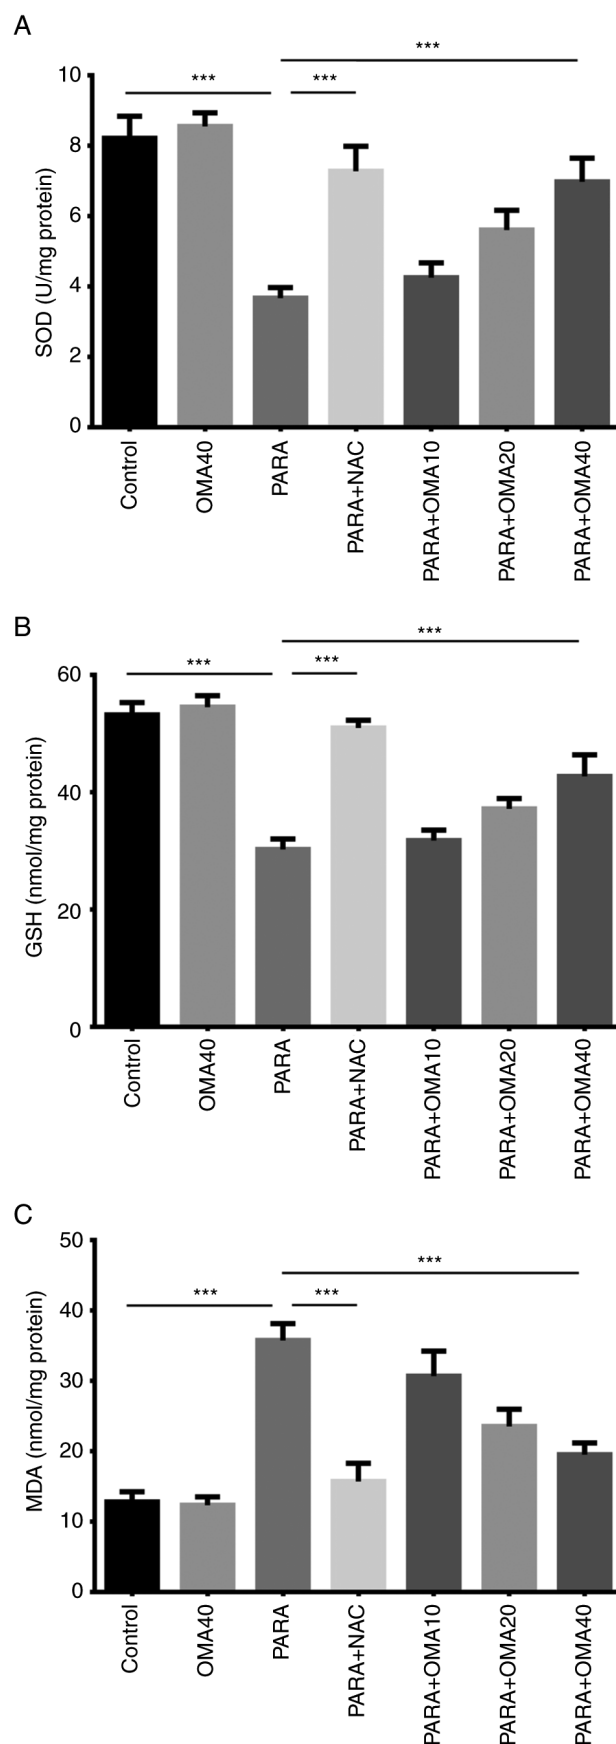 A
***
***
***
10
8
6
4
2
0
SOD (U/mg protein)
Control
OMA40
PARA
PARA+NAC
PARA+OMA10
PARA+OMA20
PARA+OMA40
B
***
***
***
60
40
20
0
GSH (nmol/mg protein)
Control
OMA40
PARA
PARA+NAC
PARA+OMA10
PARA+OMA20
PARA+OMA40
C
50
***
***
***
40
30
20
10
0
MDA (nmol/mg protein)
Control
OMA40
PARA
PARA+NAC
PARA+OMA10
PARA+OMA20
PARA+OMA40